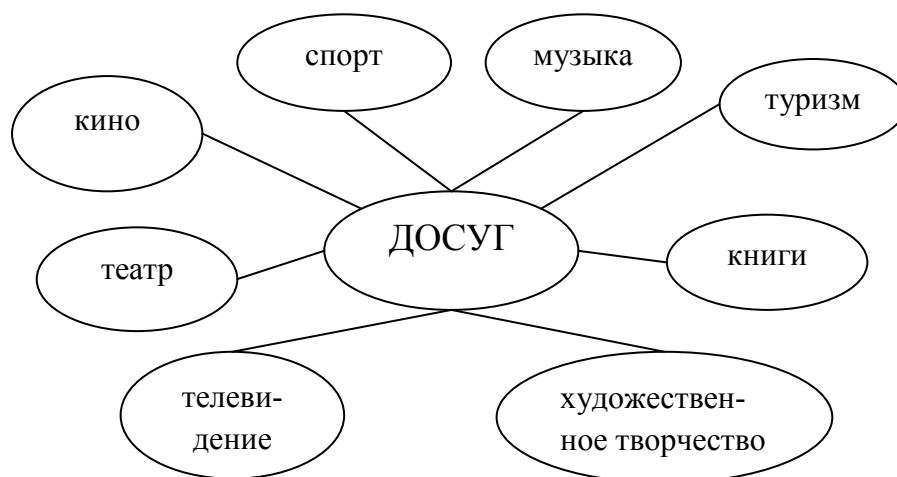 спорт
музыка
туризм
кино
ДОСУГ
театр
книги
телеви-
дение
художествен-
ное творчество